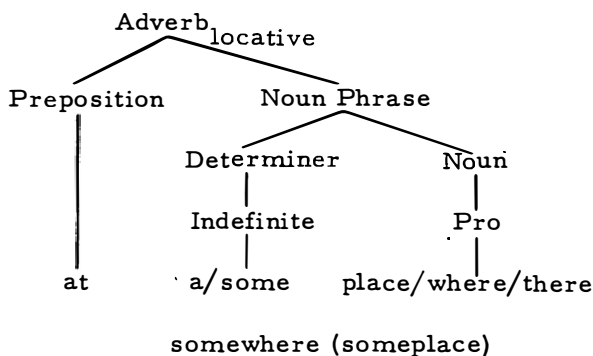 Adverb locative
Preposition Noun Phrase
Determiner Noun
Indefinite Pro
at a/some place/where/there
somewhere (someplace)